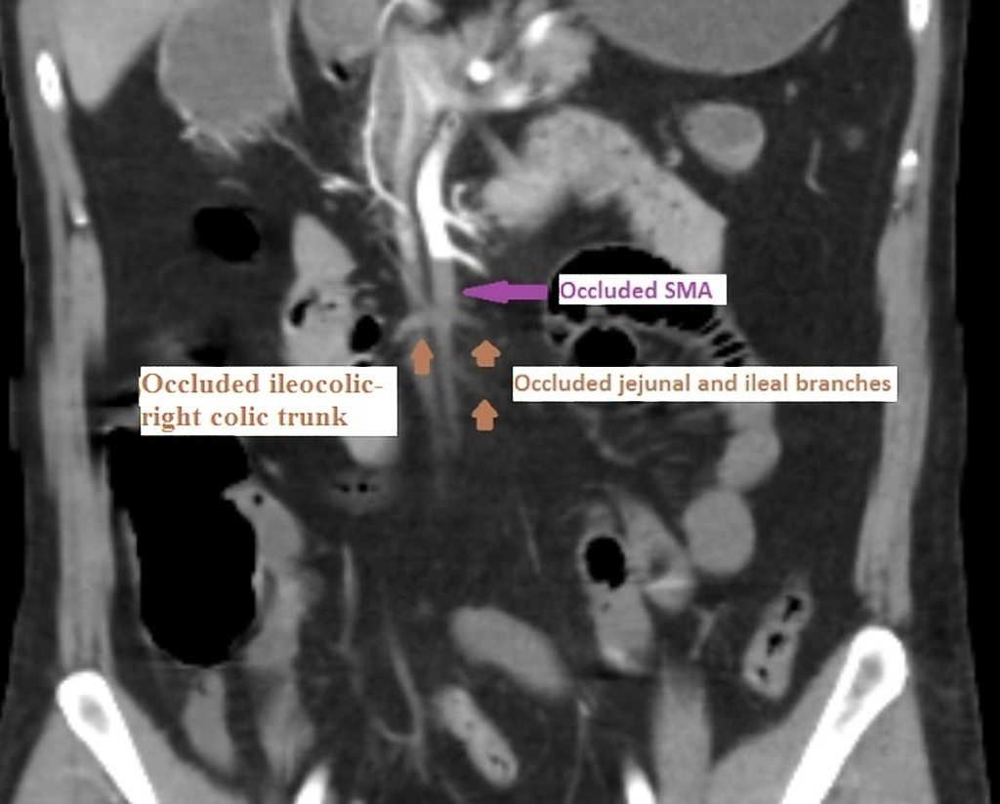 Occluded SMA
Occluded ileocolic-
right colic trunk
Occluded jejunal and ileal branches